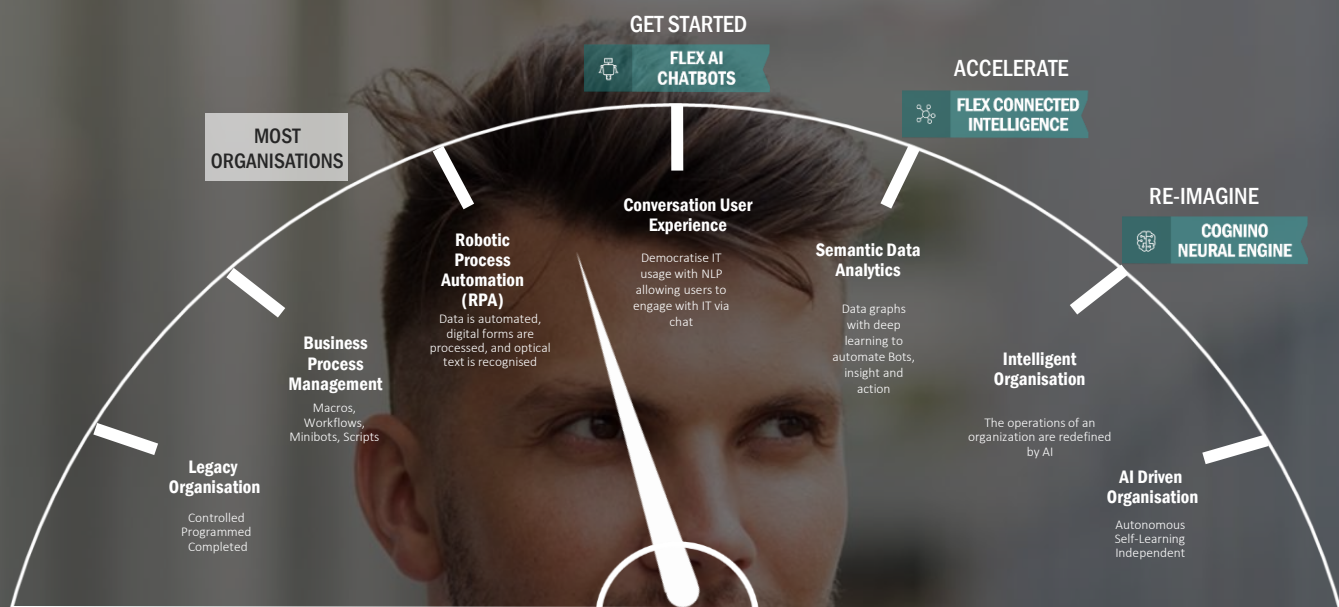 GET STARTED
FLEX AI
CHATBOTS
ACCELERATE
FLEX CONNECTED
INTELLIGENCE
RE-IMAGINE
COGNINO
NEURAL ENGINE
MOST
ORGANISATIONS
Legacy
Organisation
Controlled
Programmed
Completed
Business
Process
Management
Macros,
Workflows,
Minibots, Scripts
Robotic
Process
Automation
(RPA)
Data is automated,
digital forms are
processed, and optical
text is recognised
Conversation User
Experience
Democratise IT
usage with NLP
allowing users to
engage with IT via
chat
Semantic Data
Analytics
Data graphs
with deep
learning to
automate Bots,
insight and
action
Intelligent
Organisation
The operations of an
organization are redefined
by AI
AI Driven
Organisation
Autonomous
Self-Learning
Independent